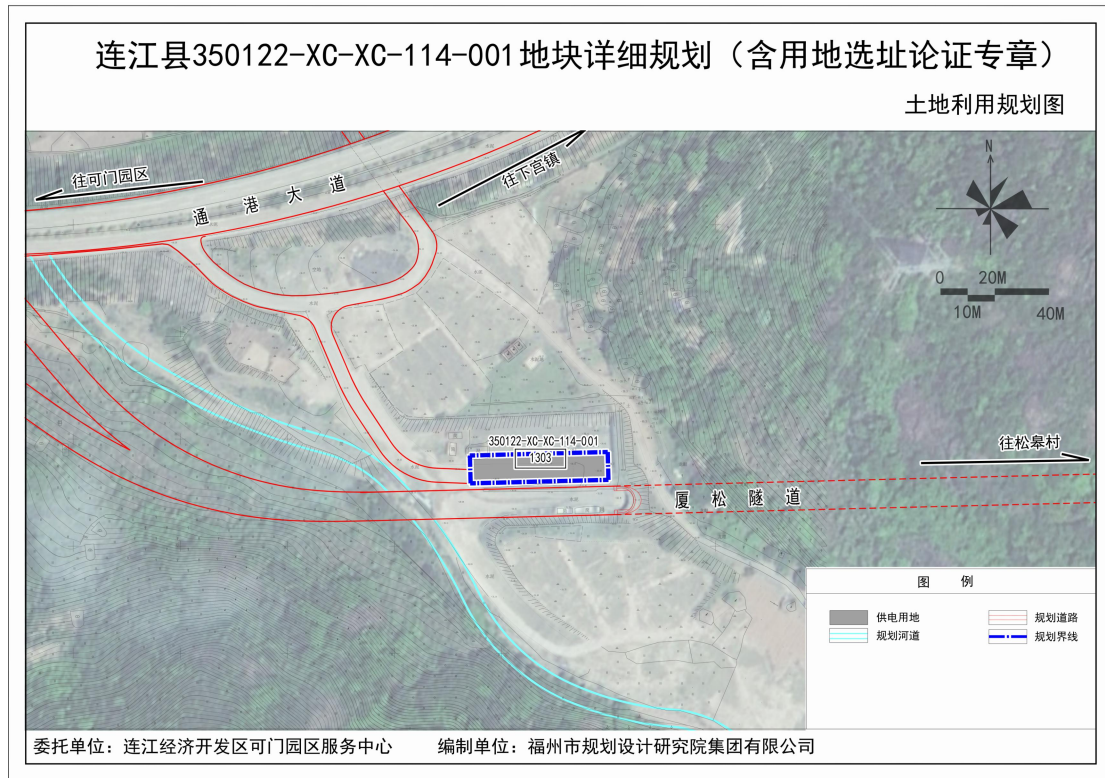 连江县350122-XC-XC-114-001地块详细规划（含用地选址论证专章）
土地利用规划图
往可门园区
往下宫镇
通港大道
N
0 20M
10M 40M
350122-XC-XC-114-001
1303
往松皋村
厦松隧道
图 例
供电用地
规划道路
规划河道
规划界线
委托单位：连江经济开发区可门园区服务中心 编制单位：福州市规划设计研究院集团有限公司